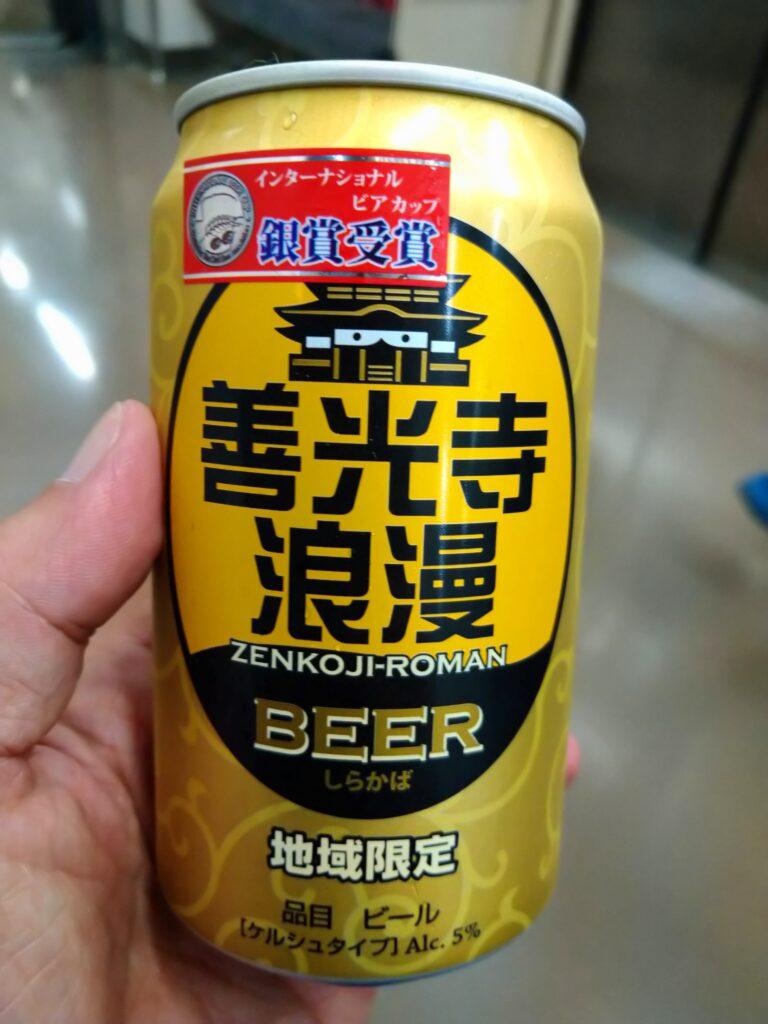 インターナショナル
ビアカップ
銀賞受賞
善光寺
浪漫
ZENKOJI-ROMAN
BEER
しらかば
地域限定
品目 ビール
[ケルシュタイプ] Alc. 5%